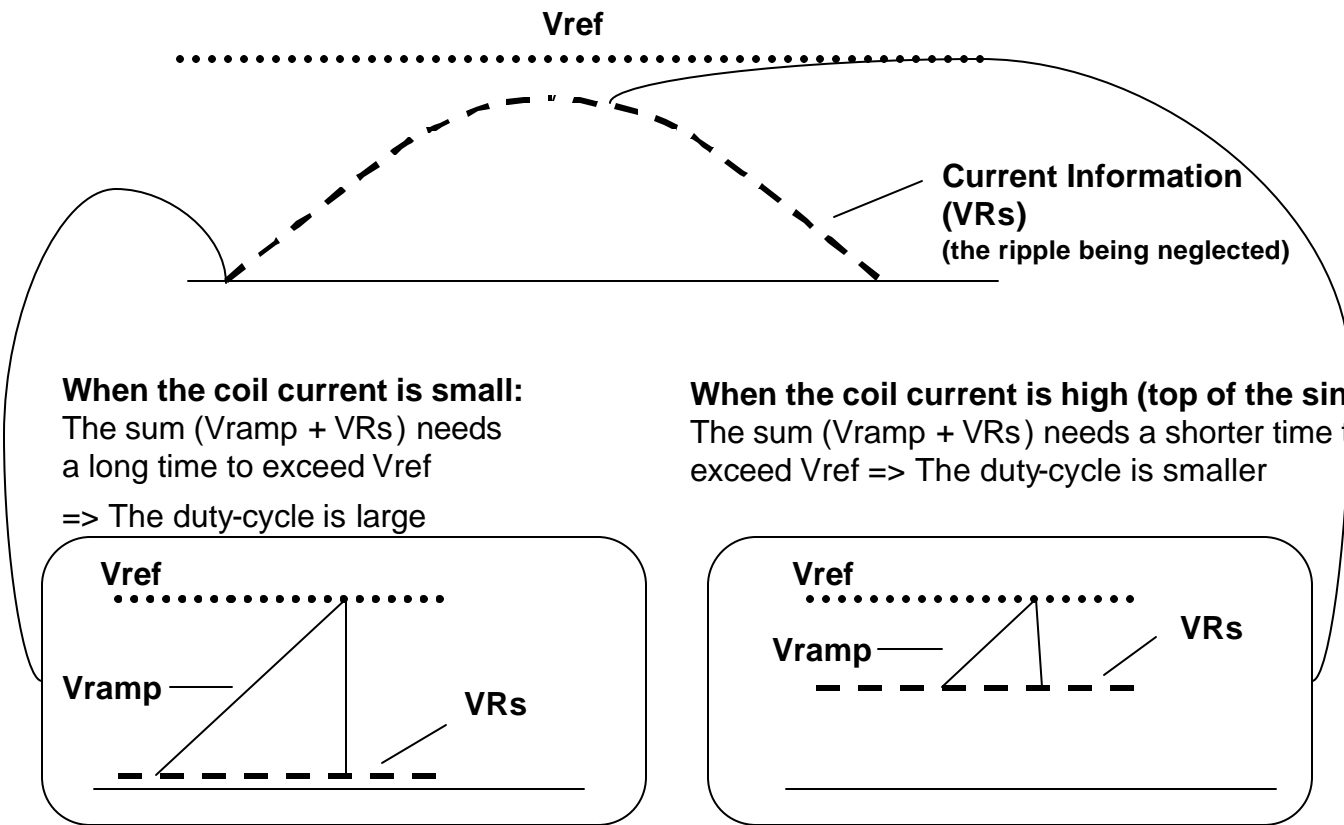 Vref
Current Information
(VRs)
(the ripple being neglected)
When the coil current is small:
The sum (Vramp + VRs) needs
a long time to exceed Vref
=> The duty-cycle is large
When the coil current is high (top of the sin
The sum (Vramp + VRs) needs a shorter time
exceed Vref => The duty-cycle is smaller
Vref
Vramp
VRs
Vref
Vramp
VRs